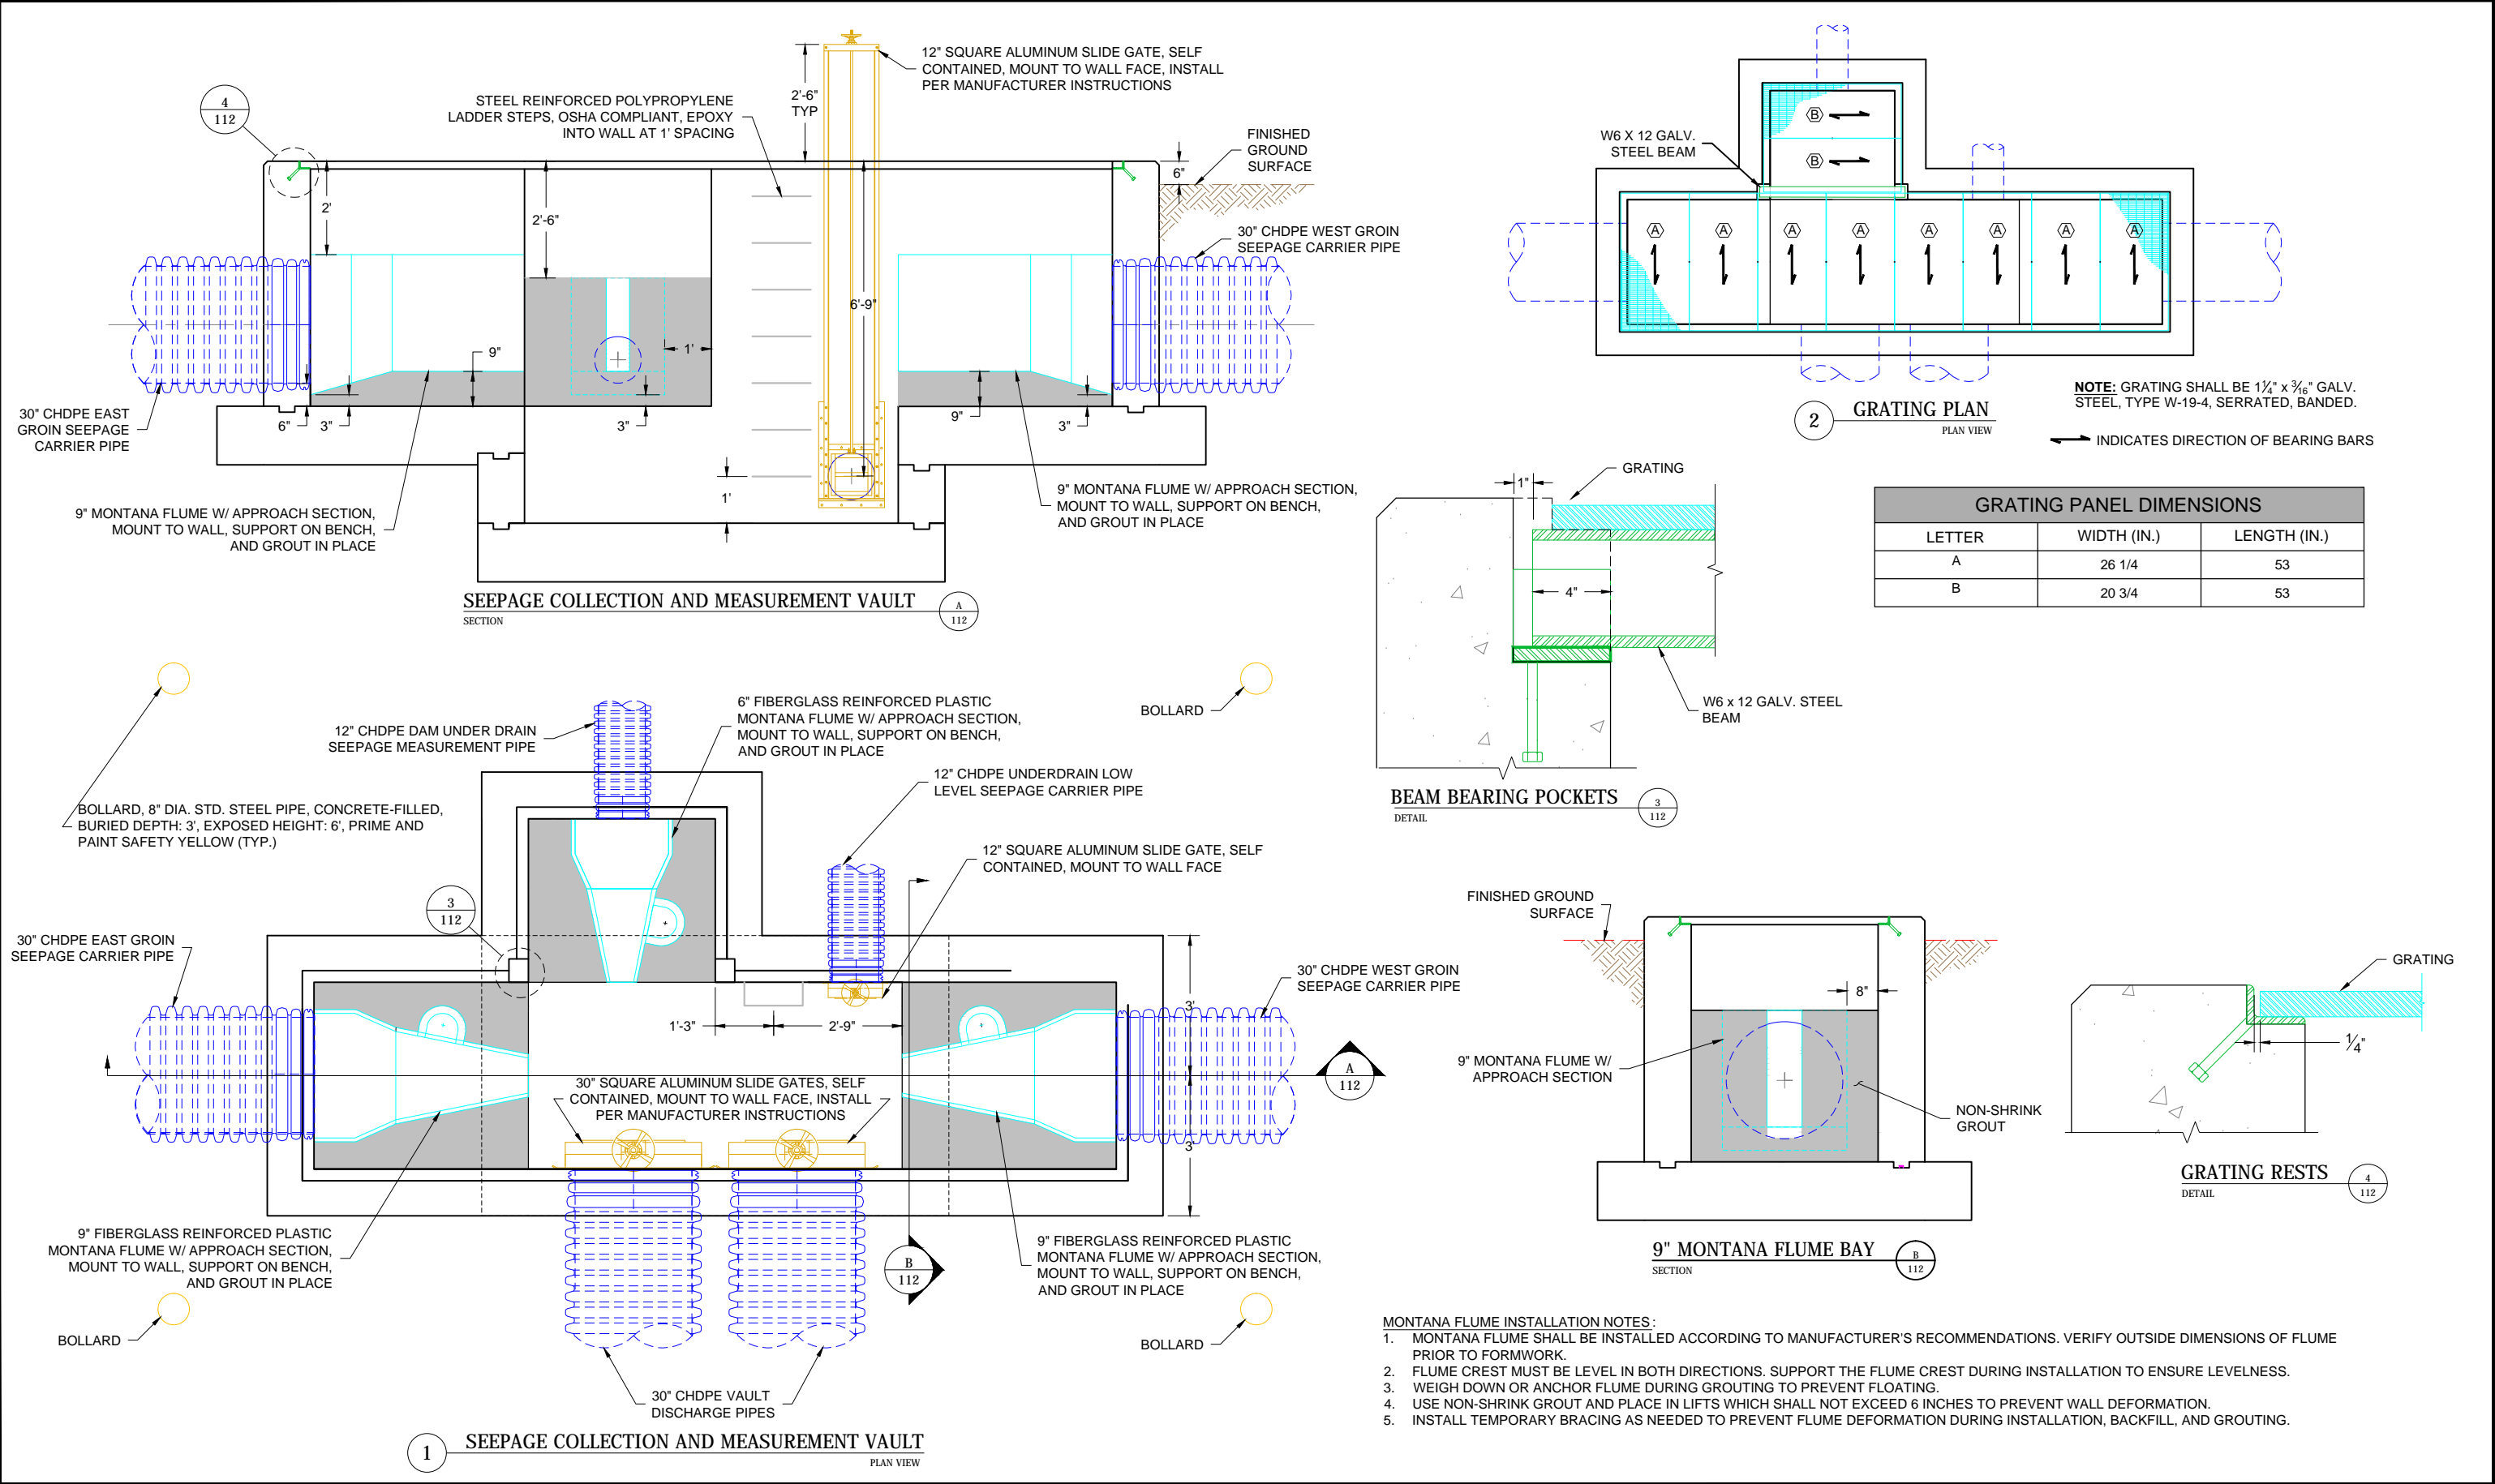 12" SQUARE ALUMINUM SLIDE GATE, SELF
CONTAINED, MOUNT TO WALL FACE, INSTALL
PER MANUFACTURER INSTRUCTIONS
2'-6"
TYP
STEEL REINFORCED POLYPROPYLENE
LADDER STEPS, OSHA COMPLIANT, EPOXY
INTO WALL AT 1' SPACING
4
112
FINISHED
GROUND
SURFACE
6"
2'
2'-6"
30" CHDPE WEST GROIN
SEEPAGE CARRIER PIPE
6'-9"
9"
1'
30" CHDPE EAST
GROIN SEEPAGE
CARRIER PIPE
6"
3"
3"
9"
3"
1'
9" MONTANA FLUME W/ APPROACH SECTION,
MOUNT TO WALL, SUPPORT ON BENCH,
AND GROUT IN PLACE
9" MONTANA FLUME W/ APPROACH SECTION,
MOUNT TO WALL, SUPPORT ON BENCH,
AND GROUT IN PLACE
SEEPAGE COLLECTION AND MEASUREMENT VAULT
SECTION
A
112
W6 X 12 GALV.
STEEL BEAM
B
B
A
A
A
A
A
A
A
A
NOTE: GRATING SHALL BE 1¼" x 3⁄16" GALV.
STEEL, TYPE W-19-4, SERRATED, BANDED.
2
GRATING PLAN
PLAN VIEW
INDICATES DIRECTION OF BEARING BARS
GRATING PANEL DIMENSIONS
LETTER WIDTH (IN.) LENGTH (IN.)
A 26 1/4 53
B 20 3/4 53
GRATING
1"
4"
W6 x 12 GALV. STEEL
BEAM
BEAM BEARING POCKETS
DETAIL
3
112
BOLLARD
6" FIBERGLASS REINFORCED PLASTIC
MONTANA FLUME W/ APPROACH SECTION,
MOUNT TO WALL, SUPPORT ON BENCH,
AND GROUT IN PLACE
12" CHDPE DAM UNDER DRAIN
SEEPAGE MEASUREMENT PIPE
12" CHDPE UNDERDRAIN LOW
LEVEL SEEPAGE CARRIER PIPE
BOLLARD, 8" DIA. STD. STEEL PIPE, CONCRETE-FILLED,
BURIED DEPTH: 3', EXPOSED HEIGHT: 6', PRIME AND
PAINT SAFETY YELLOW (TYP.)
12" SQUARE ALUMINUM SLIDE GATE, SELF
CONTAINED, MOUNT TO WALL FACE
3
112
30" CHDPE EAST GROIN
SEEPAGE CARRIER PIPE
30" CHDPE WEST GROIN
SEEPAGE CARRIER PIPE
3'
1'-3"
2'-9"
30" SQUARE ALUMINUM SLIDE GATES, SELF
CONTAINED, MOUNT TO WALL FACE, INSTALL
PER MANUFACTURER INSTRUCTIONS
A
112
3'
9" FIBERGLASS REINFORCED PLASTIC
MONTANA FLUME W/ APPROACH SECTION,
MOUNT TO WALL, SUPPORT ON BENCH,
AND GROUT IN PLACE
B
112
9" FIBERGLASS REINFORCED PLASTIC
MONTANA FLUME W/ APPROACH SECTION,
MOUNT TO WALL, SUPPORT ON BENCH,
AND GROUT IN PLACE
BOLLARD
BOLLARD
30" CHDPE VAULT
DISCHARGE PIPES
1
SEEPAGE COLLECTION AND MEASUREMENT VAULT
PLAN VIEW
FINISHED GROUND
SURFACE
8"
9" MONTANA FLUME W/
APPROACH SECTION
NON-SHRINK
GROUT
9" MONTANA FLUME BAY
SECTION
B
112
GRATING
¼"
GRATING RESTS
DETAIL
4
112
MONTANA FLUME INSTALLATION NOTES:
1. MONTANA FLUME SHALL BE INSTALLED ACCORDING TO MANUFACTURER'S RECOMMENDATIONS. VERIFY OUTSIDE DIMENSIONS OF FLUME
PRIOR TO FORMWORK.
2. FLUME CREST MUST BE LEVEL IN BOTH DIRECTIONS. SUPPORT THE FLUME CREST DURING INSTALLATION TO ENSURE LEVELNESS.
3. WEIGH DOWN OR ANCHOR FLUME DURING GROUTING TO PREVENT FLOATING.
4. USE NON-SHRINK GROUT AND PLACE IN LIFTS WHICH SHALL NOT EXCEED 6 INCHES TO PREVENT WALL DEFORMATION.
5. INSTALL TEMPORARY BRACING AS NEEDED TO PREVENT FLUME DEFORMATION DURING INSTALLATION, BACKFILL, AND GROUTING.